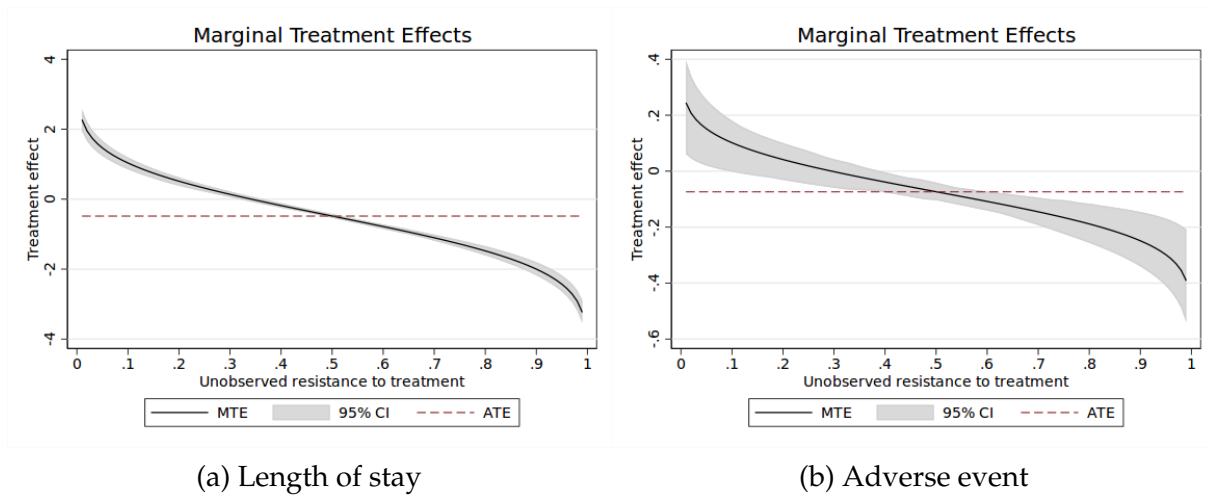 Marginal Treatment Effects
4
2
0
-2
-4
Treatment effect
0 .1 .2 .3 .4 .5 .6 .7 .8 .9 1
Unobserved resistance to treatment
MTE 95% CI ATE
(a) Length of stay
Marginal Treatment Effects
.4
.2
0
-.2
-.4
-.6
Treatment effect
0 .1 .2 .3 .4 .5 .6 .7 .8 .9 1
Unobserved resistance to treatment
MTE 95% CI ATE
(b) Adverse event